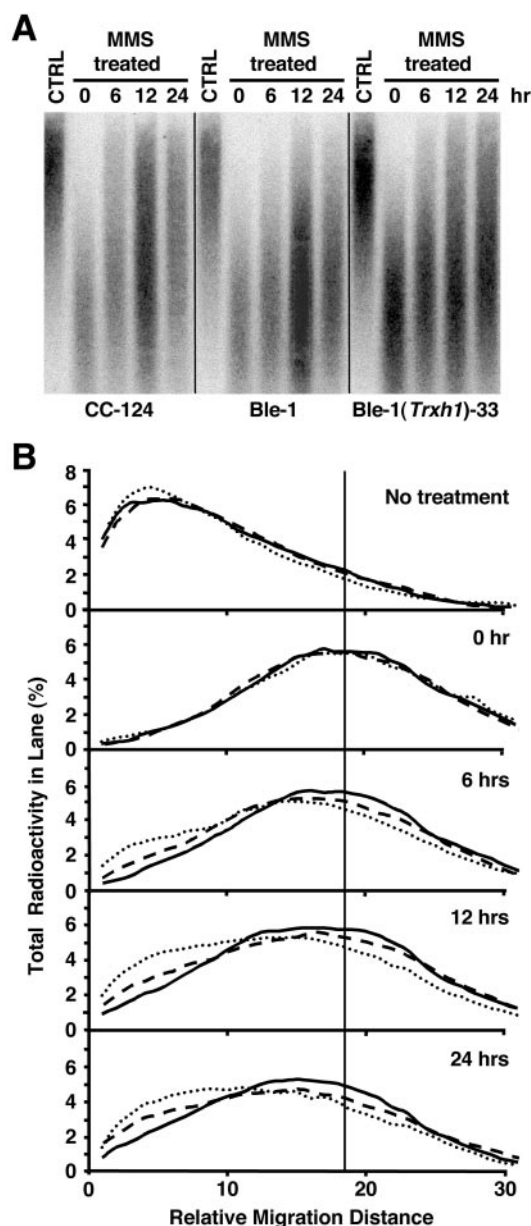 A
CTRL MMS treated 0 6 12 24 CTRL MMS treated 0 6 12 24 CTRL MMS treated 0 6 12 24 hr
CC-124 Ble-1 Ble-1(Trxh1)-33
B
Total Radioactivity in Lane (%)
8
6
4
2
0
No treatment
6
4
2
0
0 hr
6
4
2
0
6 hrs
6
4
2
0
12 hrs
6
4
2
0
24 hrs
0 10 20 30
Relative Migration Distance